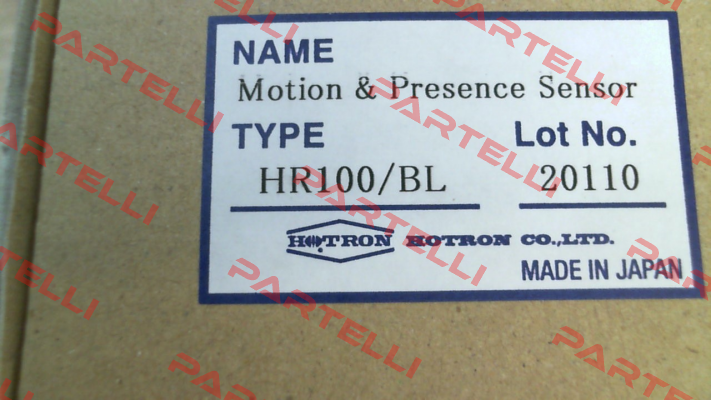 NAME
Motion & Presence Sensor
TYPE Lot No.
HR100/BL 20110
HOTRON HOTRON CO.,LTD.
MADE IN JAPAN
PARTELLI
PARTELLI
PARTELLI
PARTELLI
PARTELLI
PARTELLI
PARTELLI
PARTELLI
PARTELLI